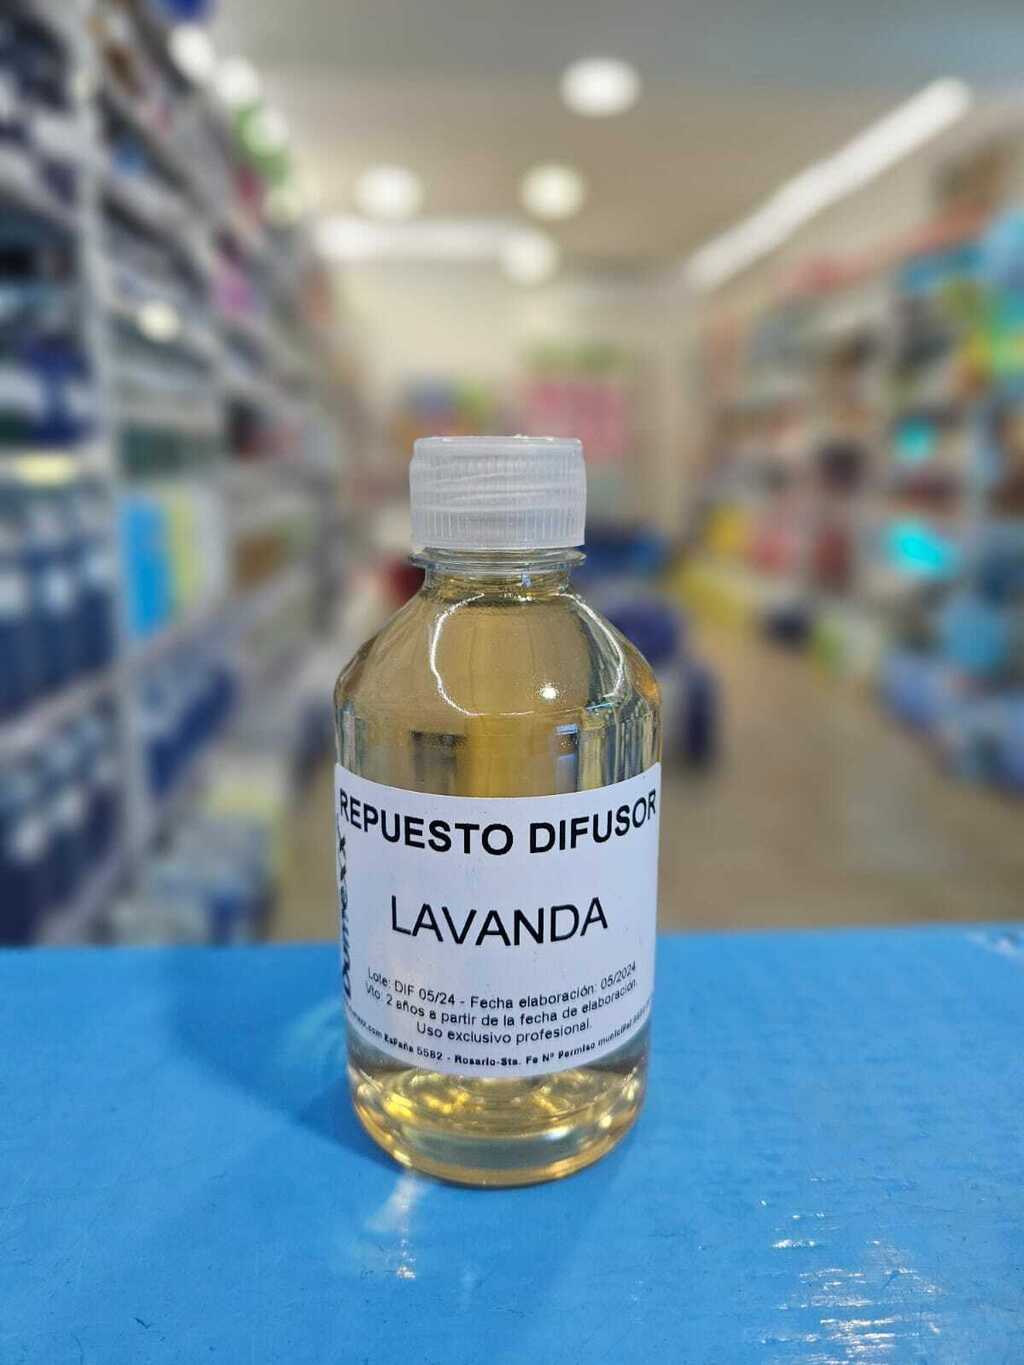 REPUESTO DIFUSOR
LAVANDA
Lote: DIF 05/24 - Fecha elaboración: 05/2024
Vto: 2 años a partir de la fecha de elaboración.
Uso exclusivo profesional.
.com EsPaña 5582 - Rosario-Sta. Fe Nº Permiso